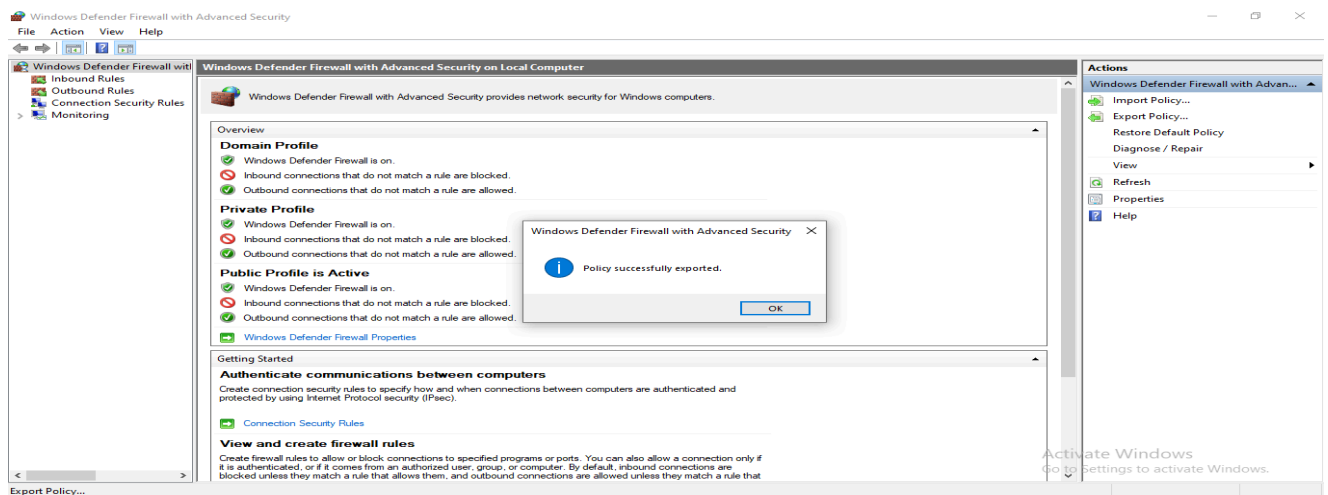 Windows Defender Firewall with Advanced Security
File Action View Help
Windows Defender Firewall with
Inbound Rules
Outbound Rules
Connection Security Rules
Monitoring
Windows Defender Firewall with Advanced Security on Local Computer
Windows Defender Firewall with Advanced Security provides network security for Windows computers.
Overview
Domain Profile
Windows Defender Firewall is on.
Inbound connections that do not match a rule are blocked.
Outbound connections that do not match a rule are allowed.
Private Profile
Windows Defender Firewall is on.
Inbound connections that do not match a rule are blocked.
Outbound connections that do not match a rule are allowed.
Public Profile is Active
Windows Defender Firewall is on.
Inbound connections that do not match a rule are blocked.
Outbound connections that do not match a rule are allowed.
Windows Defender Firewall Properties
Getting Started
Authenticate communications between computers
Create connection security rules to specify how and when connections between computers are authenticated and
protected by using Internet Protocol security (IPsec).
Connection Security Rules
View and create firewall rules
Create firewall rules to allow or block connections to specified programs or ports. You can also allow a connection only if
it is authenticated, or if it comes from an authorized user, group, or computer. By default, inbound connections are
blocked unless they match a rule that allows them, and outbound connections are allowed unless they match a rule that
Windows Defender Firewall with Advanced Security
Policy successfully exported.
OK
Actions
Windows Defender Firewall with Advan...
Import Policy...
Export Policy...
Restore Default Policy
Diagnose / Repair
View
Refresh
Properties
Help
Activate Windows
Go to Settings to activate Windows.
Export Policy...